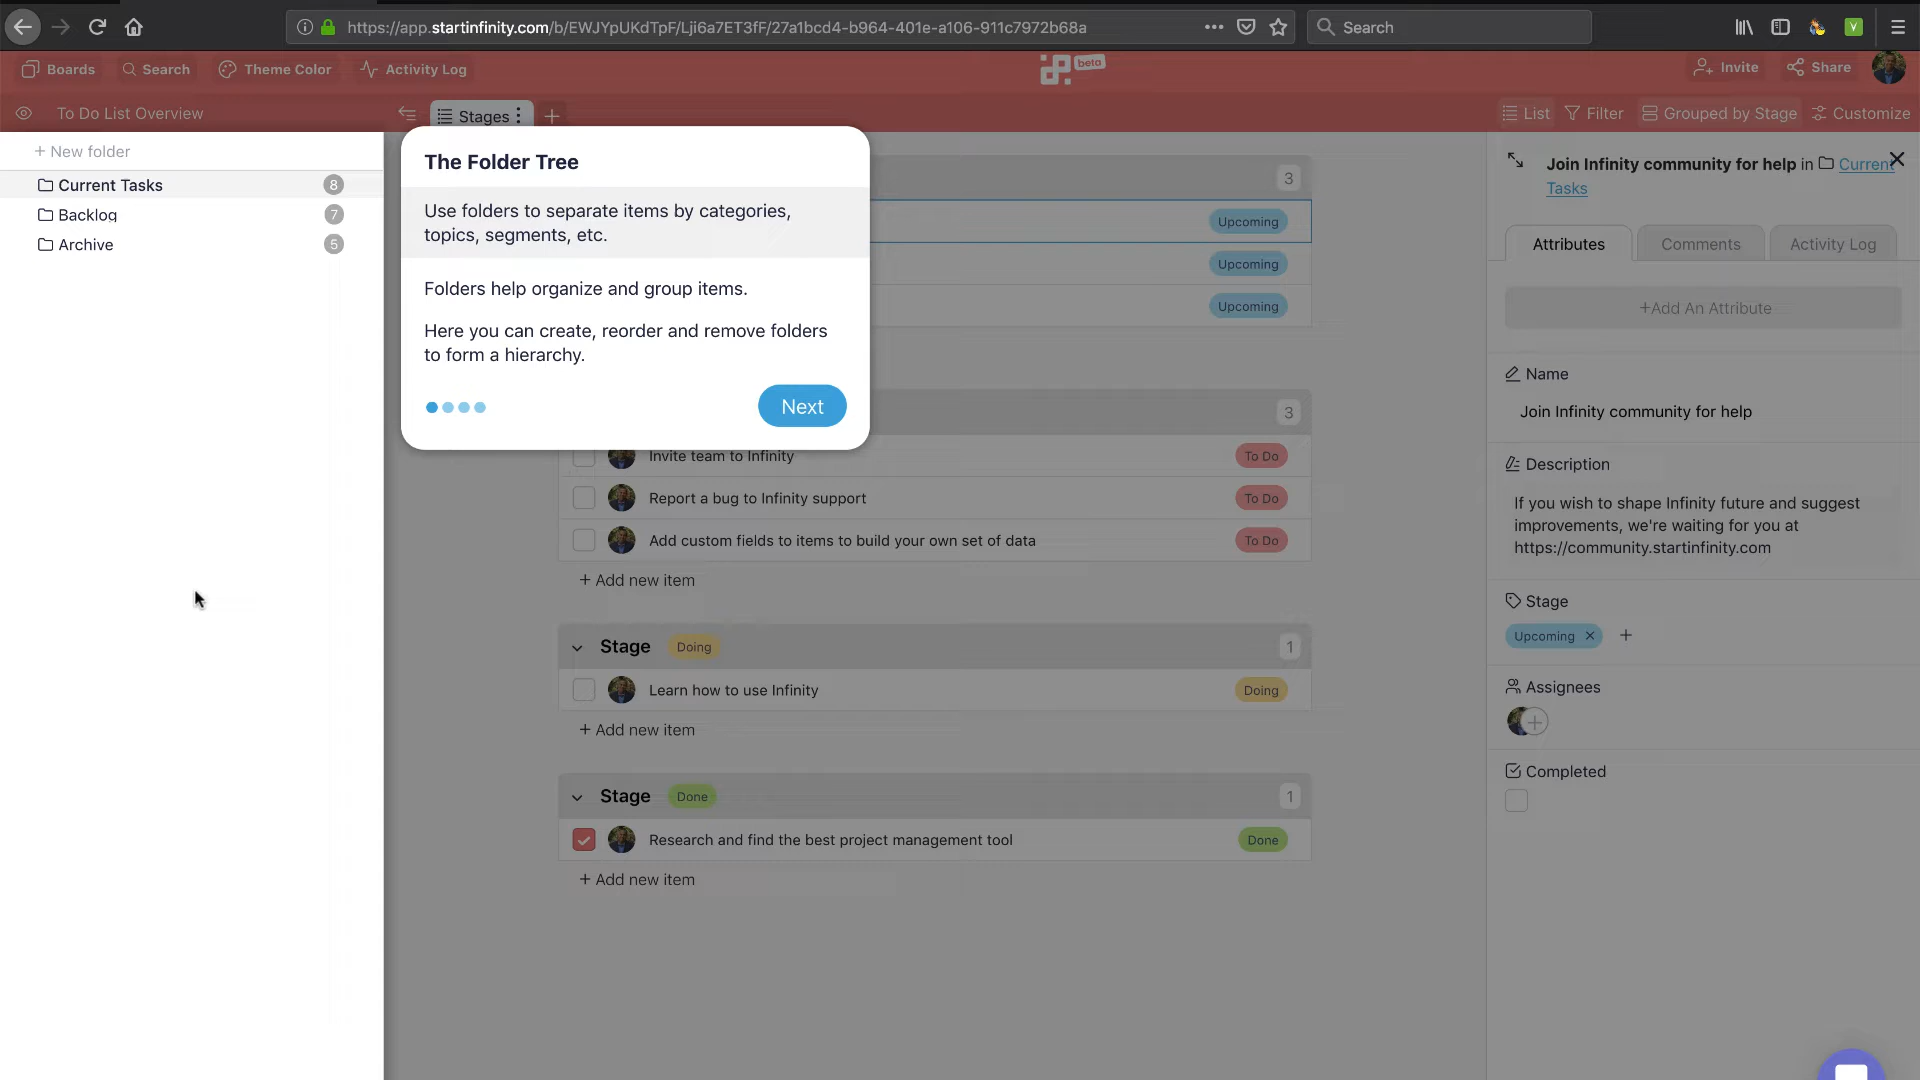 https://app.startinfinity.com/b/EWJYpUKdTpF/Lji6a7ET3fF/27a1bcd4-b964-401e-a106-911c7972b68a
Search
Boards
Search
Theme Color
Activity Log
beta
Invite
Share
To Do List Overview
Stages
List
Filter
Grouped by Stage
Customize
+ New folder
Current Tasks 8
Backlog 7
Archive 5
The Folder Tree
Use folders to separate items by categories,
topics, segments, etc.
Folders help organize and group items.
Here you can create, reorder and remove folders
to form a hierarchy.
Next
3
Upcoming
Upcoming
Upcoming
3
Invite team to Infinity To Do
Report a bug to Infinity support To Do
Add custom fields to items to build your own set of data To Do
+ Add new item
Stage Doing 1
Learn how to use Infinity Doing
+ Add new item
Stage Done 1
Research and find the best project management tool Done
+ Add new item
Join Infinity community for help in Current
Tasks
Attributes
Comments
Activity Log
+Add An Attribute
Name
Join Infinity community for help
Description
If you wish to shape Infinity future and suggest
improvements, we're waiting for you at
https://community.startinfinity.com
Stage
Upcoming
Assignees
Completed